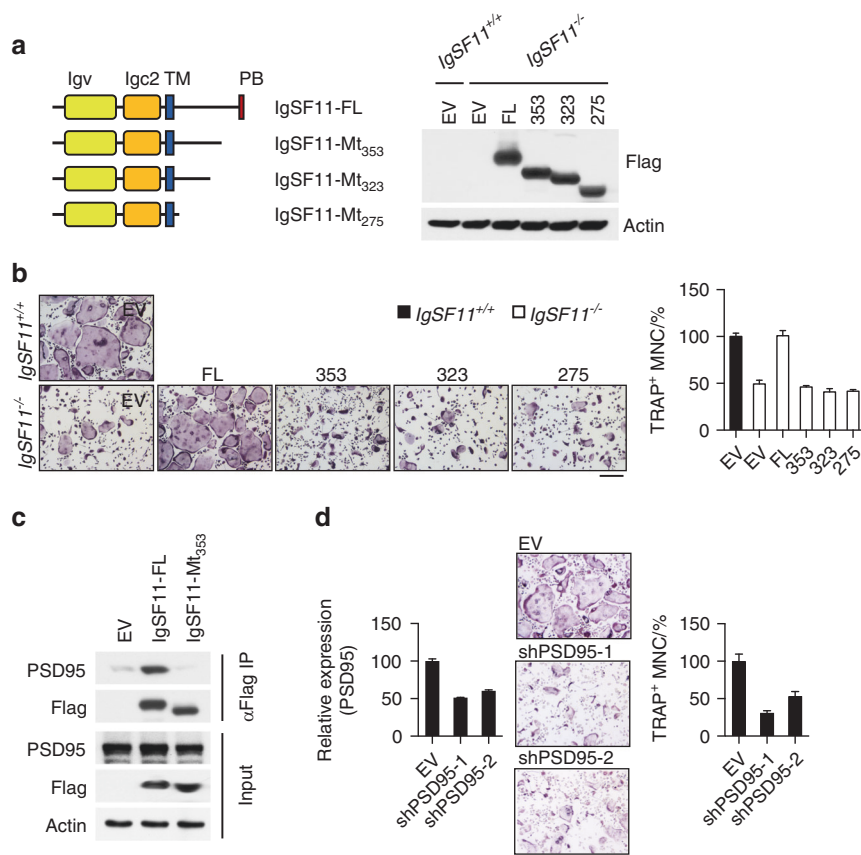 a
Igv Igc2 TM PB
IgSF11-FL
IgSF11-Mt353
IgSF11-Mt323
IgSF11-Mt275
IgSF11+/+ IgSF11-/-
EV EV FL 353 323 275
Flag
Actin
b
IgSF11+/+
EV
IgSF11-/-
EV
FL 353 323 275
IgSF11+/+ IgSF11-/-
TRAP+ MNC/%
150
100
50
0
EV EV FL 353 323 275
c
EV IgSF11-FL IgSF11-Mt353
PSD95
Flag
αFlag IP
PSD95
Flag
Actin
Input
d
Relative expression
(PSD95)
150
100
50
0
EV shPSD95-1 shPSD95-2
EV
shPSD95-1
shPSD95-2
TRAP+ MNC/%
150
100
50
0
EV shPSD95-1 shPSD95-2